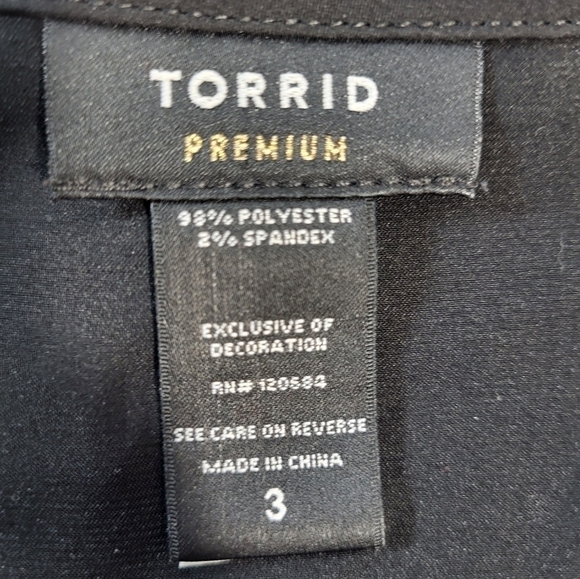 TORRID
PREMIUM
98% POLYESTER
2% SPANDEX
EXCLUSIVE OF
DECORATION
RN# 120684
SEE CARE ON REVERSE
MADE IN CHINA
3